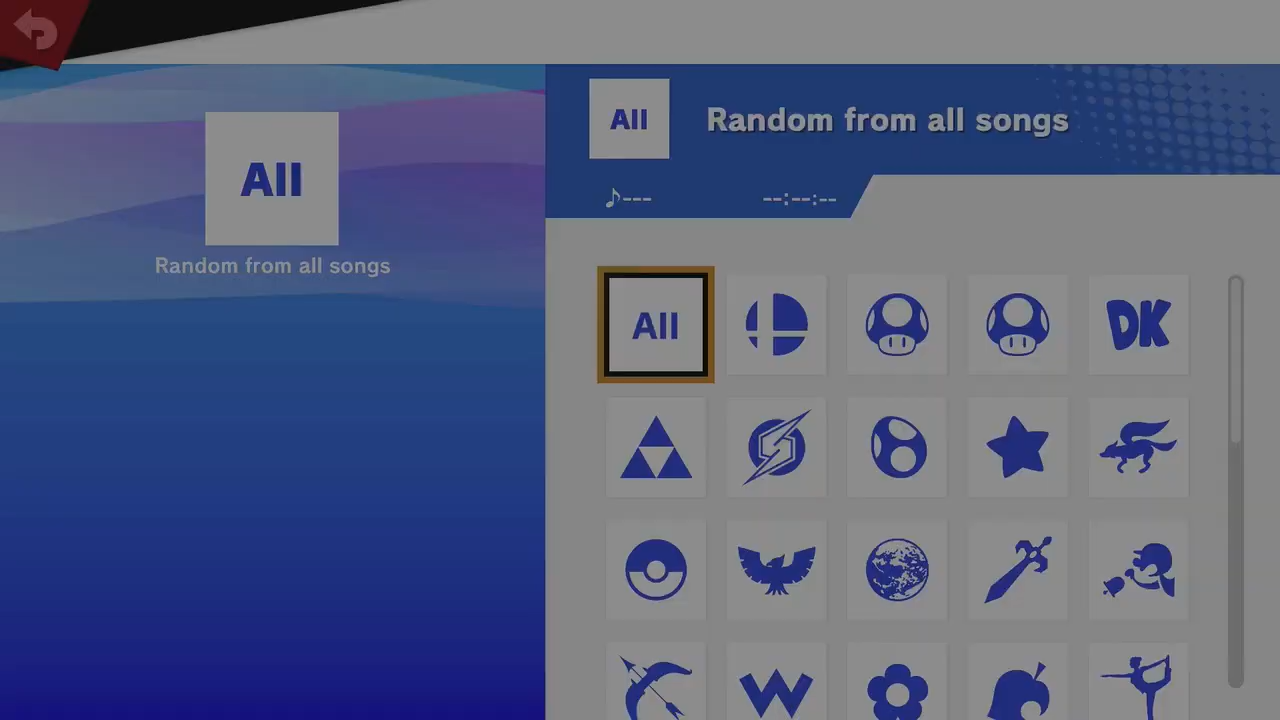 All
Random from all songs
All
Random from all songs
♪--- --:--:--
All
DK
W